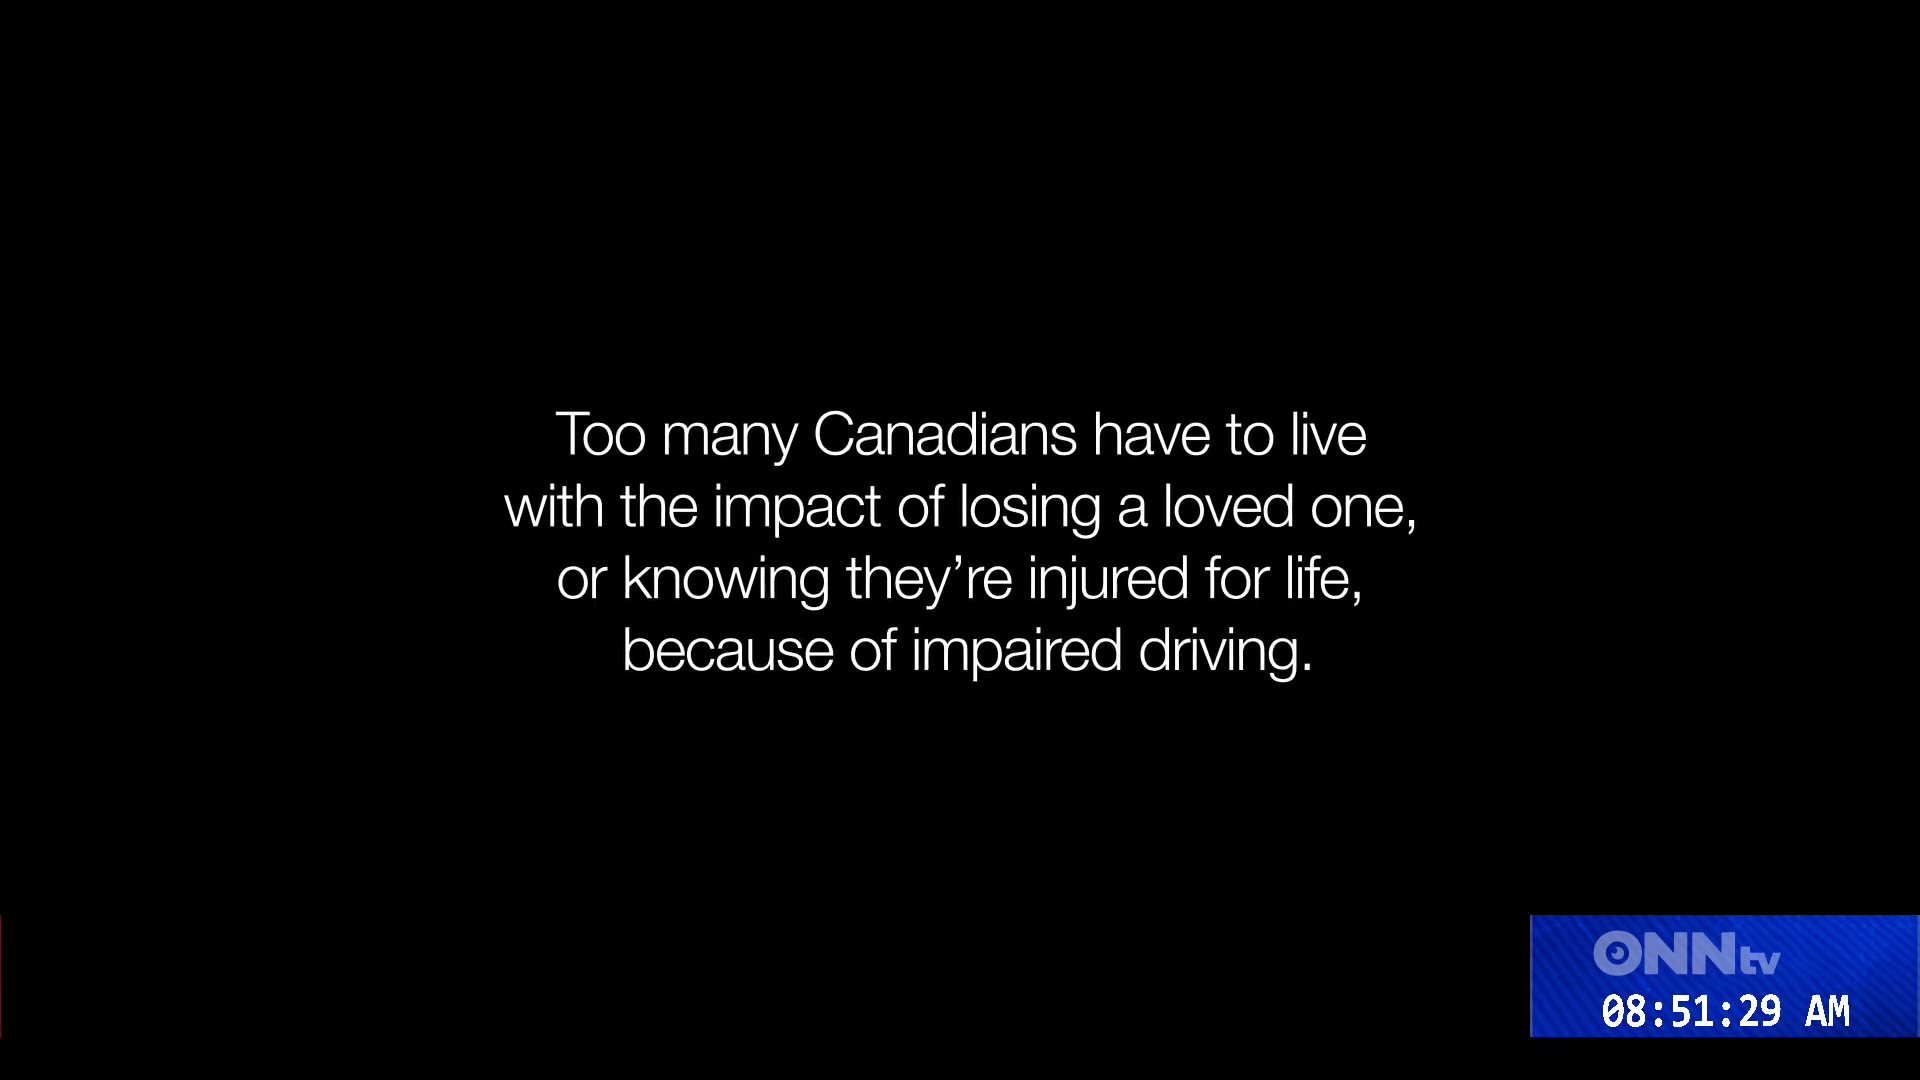 Too many Canadians have to live
with the impact of losing a loved one,
or knowing they’re injured for life,
because of impaired driving.
ONNtv
08:51:29 AM